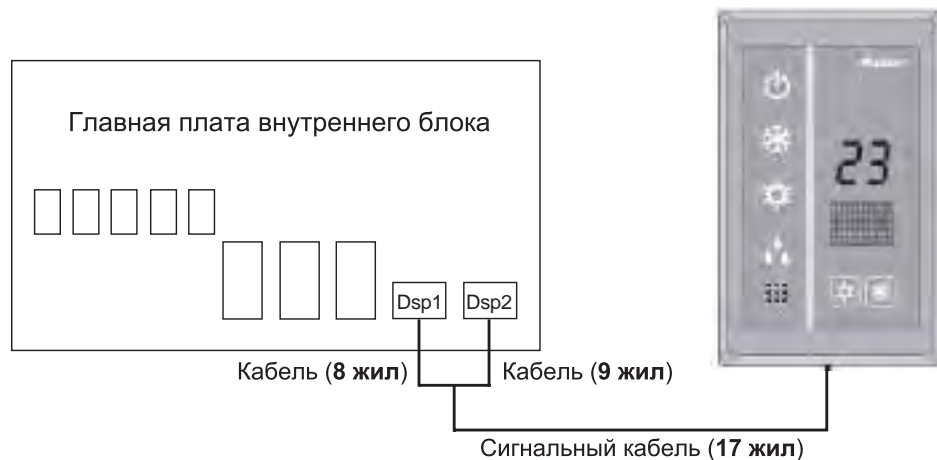 Главная плата внутреннего блока
23
Dsp1 Dsp2
Кабель (8 жил) Кабель (9 жил)
Сигнальный кабель (17 жил)